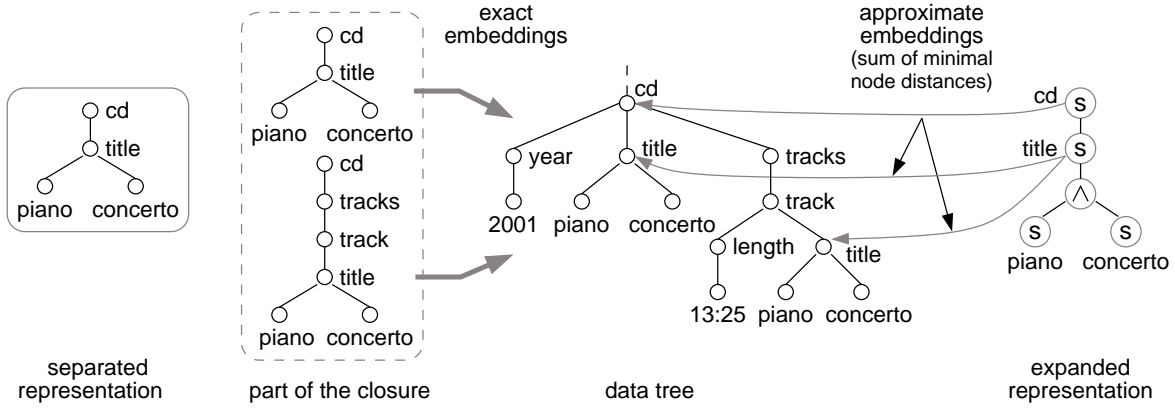 cd
title
piano concerto
separated
representation
cd
title
piano concerto
cd
tracks
track
title
piano concerto
part of the closure
exact
embeddings
cd
year
title
tracks
2001
piano
concerto
track
length
title
13:25
piano
concerto
data tree
approximate
embeddings
(sum of minimal
node distances)
cd s
title s
∧
s s
piano concerto
expanded
representation